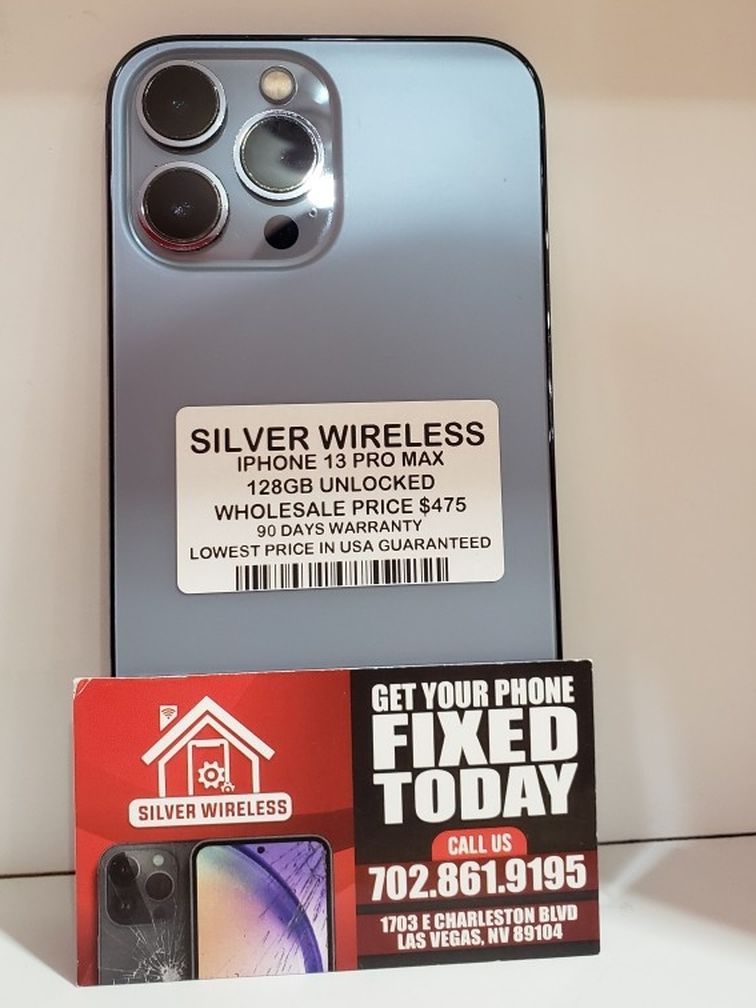 SILVER WIRELESS
IPHONE 13 PRO MAX
128GB UNLOCKED
WHOLESALE PRICE $475
90 DAYS WARRANTY
LOWEST PRICE IN USA GUARANTEED
SILVER WIRELESS
GET YOUR PHONE
FIXED
TODAY
CALL US
702.861.9195
1703 E CHARLESTON BLVD
LAS VEGAS, NV 89104